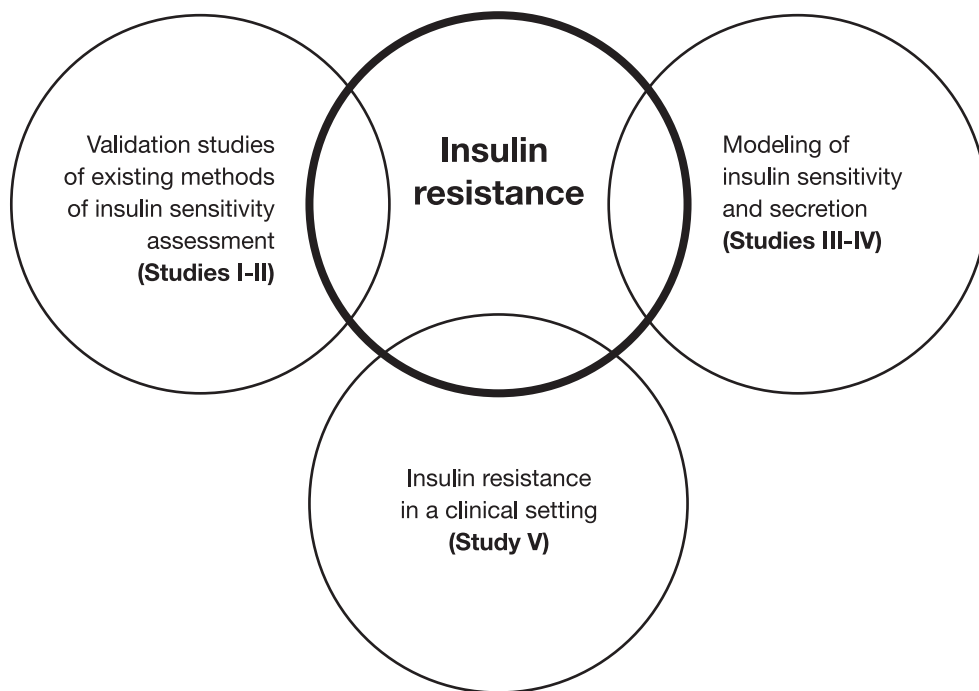 Validation studies
of existing methods
of insulin sensitivity
assessment
(Studies I-II)
Insulin
resistance
Modeling of
insulin sensitivity
and secretion
(Studies III-IV)
Insulin resistance
in a clinical setting
(Study V)